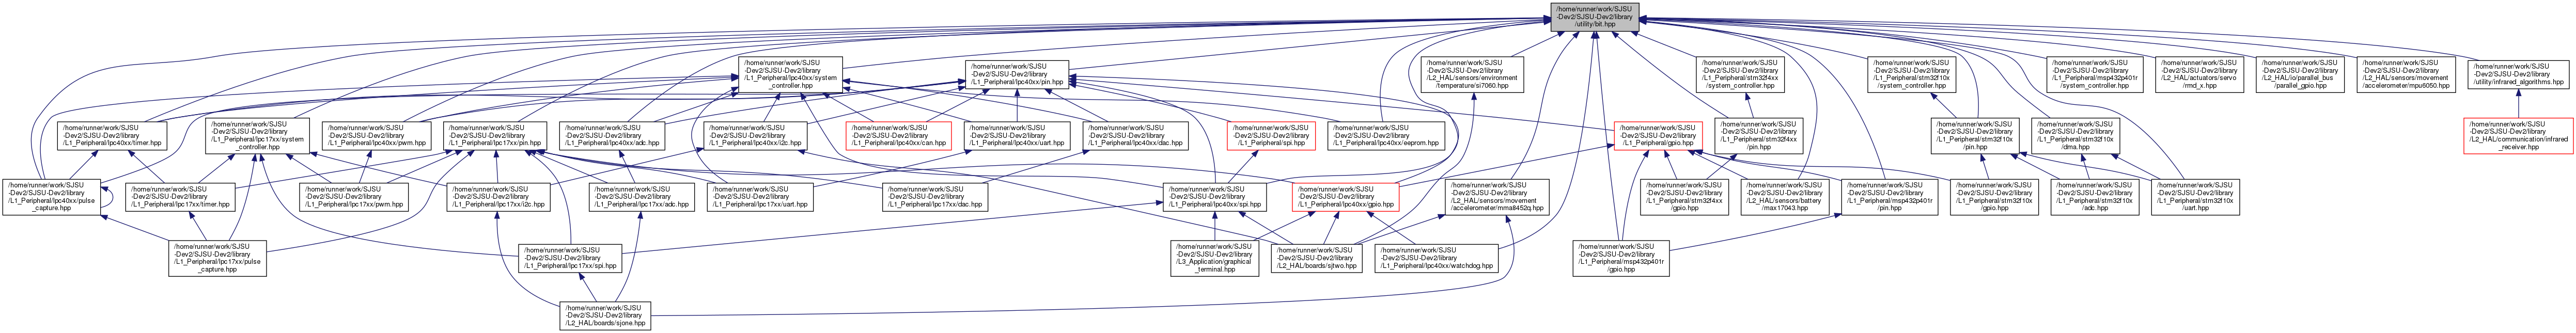 /home/runner/work/SJSU
-Dev2/SJSU-Dev2/library
/utility/bit.hpp
/home/runner/work/SJSU
-Dev2/SJSU-Dev2/library
/L1_Peripheral/lpc40xx/system
_controller.hpp
/home/runner/work/SJSU
-Dev2/SJSU-Dev2/library
/L1_Peripheral/lpc40xx/pin.hpp
/home/runner/work/SJSU
-Dev2/SJSU-Dev2/library
/L2_HAL/sensors/environment
/temperature/si7060.hpp
/home/runner/work/SJSU
-Dev2/SJSU-Dev2/library
/L1_Peripheral/stm32f4xx
/system_controller.hpp
/home/runner/work/SJSU
-Dev2/SJSU-Dev2/library
/L1_Peripheral/stm32f10x
/system_controller.hpp
/home/runner/work/SJSU
-Dev2/SJSU-Dev2/library
/L1_Peripheral/msp432p401r
/system_controller.hpp
/home/runner/work/SJSU
-Dev2/SJSU-Dev2/library
/L2_HAL/actuators/servo
/rmd_x.hpp
/home/runner/work/SJSU
-Dev2/SJSU-Dev2/library
/L2_HAL/io/parallel_bus
/parallel_gpio.hpp
/home/runner/work/SJSU
-Dev2/SJSU-Dev2/library
/L2_HAL/sensors/movement
/accelerometer/mpu6050.hpp
/home/runner/work/SJSU
-Dev2/SJSU-Dev2/library
/utility/infrared_algorithms.hpp
/home/runner/work/SJSU
-Dev2/SJSU-Dev2/library
/L1_Peripheral/lpc40xx/timer.hpp
/home/runner/work/SJSU
-Dev2/SJSU-Dev2/library
/L1_Peripheral/lpc17xx/system
_controller.hpp
/home/runner/work/SJSU
-Dev2/SJSU-Dev2/library
/L1_Peripheral/lpc40xx/pwm.hpp
/home/runner/work/SJSU
-Dev2/SJSU-Dev2/library
/L1_Peripheral/lpc17xx/pin.hpp
/home/runner/work/SJSU
-Dev2/SJSU-Dev2/library
/L1_Peripheral/lpc40xx/adc.hpp
/home/runner/work/SJSU
-Dev2/SJSU-Dev2/library
/L1_Peripheral/lpc40xx/i2c.hpp
/home/runner/work/SJSU
-Dev2/SJSU-Dev2/library
/L1_Peripheral/lpc40xx/can.hpp
/home/runner/work/SJSU
-Dev2/SJSU-Dev2/library
/L1_Peripheral/lpc40xx/uart.hpp
/home/runner/work/SJSU
-Dev2/SJSU-Dev2/library
/L1_Peripheral/lpc40xx/dac.hpp
/home/runner/work/SJSU
-Dev2/SJSU-Dev2/library
/L1_Peripheral/spi.hpp
/home/runner/work/SJSU
-Dev2/SJSU-Dev2/library
/L1_Peripheral/lpc40xx/eeprom.hpp
/home/runner/work/SJSU
-Dev2/SJSU-Dev2/library
/L1_Peripheral/gpio.hpp
/home/runner/work/SJSU
-Dev2/SJSU-Dev2/library
/L1_Peripheral/stm32f4xx
/pin.hpp
/home/runner/work/SJSU
-Dev2/SJSU-Dev2/library
/L1_Peripheral/stm32f10x
/pin.hpp
/home/runner/work/SJSU
-Dev2/SJSU-Dev2/library
/L1_Peripheral/stm32f10x
/dma.hpp
/home/runner/work/SJSU
-Dev2/SJSU-Dev2/library
/L2_HAL/communication/infrared
_receiver.hpp
/home/runner/work/SJSU
-Dev2/SJSU-Dev2/library
/L1_Peripheral/lpc40xx/pulse
_capture.hpp
/home/runner/work/SJSU
-Dev2/SJSU-Dev2/library
/L1_Peripheral/lpc17xx/timer.hpp
/home/runner/work/SJSU
-Dev2/SJSU-Dev2/library
/L1_Peripheral/lpc17xx/pwm.hpp
/home/runner/work/SJSU
-Dev2/SJSU-Dev2/library
/L1_Peripheral/lpc17xx/i2c.hpp
/home/runner/work/SJSU
-Dev2/SJSU-Dev2/library
/L1_Peripheral/lpc17xx/adc.hpp
/home/runner/work/SJSU
-Dev2/SJSU-Dev2/library
/L1_Peripheral/lpc17xx/uart.hpp
/home/runner/work/SJSU
-Dev2/SJSU-Dev2/library
/L1_Peripheral/lpc17xx/dac.hpp
/home/runner/work/SJSU
-Dev2/SJSU-Dev2/library
/L1_Peripheral/lpc40xx/spi.hpp
/home/runner/work/SJSU
-Dev2/SJSU-Dev2/library
/L1_Peripheral/lpc40xx/gpio.hpp
/home/runner/work/SJSU
-Dev2/SJSU-Dev2/library
/L2_HAL/sensors/movement
/accelerometer/mma8452q.hpp
/home/runner/work/SJSU
-Dev2/SJSU-Dev2/library
/L1_Peripheral/stm32f4xx
/gpio.hpp
/home/runner/work/SJSU
-Dev2/SJSU-Dev2/library
/L2_HAL/sensors/battery
/max17043.hpp
/home/runner/work/SJSU
-Dev2/SJSU-Dev2/library
/L1_Peripheral/msp432p401r
/pin.hpp
/home/runner/work/SJSU
-Dev2/SJSU-Dev2/library
/L1_Peripheral/stm32f10x
/gpio.hpp
/home/runner/work/SJSU
-Dev2/SJSU-Dev2/library
/L1_Peripheral/stm32f10x
/adc.hpp
/home/runner/work/SJSU
-Dev2/SJSU-Dev2/library
/L1_Peripheral/stm32f10x
/uart.hpp
/home/runner/work/SJSU
-Dev2/SJSU-Dev2/library
/L1_Peripheral/lpc17xx/pulse
_capture.hpp
/home/runner/work/SJSU
-Dev2/SJSU-Dev2/library
/L1_Peripheral/lpc17xx/spi.hpp
/home/runner/work/SJSU
-Dev2/SJSU-Dev2/library
/L3_Application/graphical
_terminal.hpp
/home/runner/work/SJSU
-Dev2/SJSU-Dev2/library
/L2_HAL/boards/sjtwo.hpp
/home/runner/work/SJSU
-Dev2/SJSU-Dev2/library
/L1_Peripheral/lpc40xx/watchdog.hpp
/home/runner/work/SJSU
-Dev2/SJSU-Dev2/library
/L1_Peripheral/msp432p401r
/gpio.hpp
/home/runner/work/SJSU
-Dev2/SJSU-Dev2/library
/L2_HAL/boards/sjone.hpp